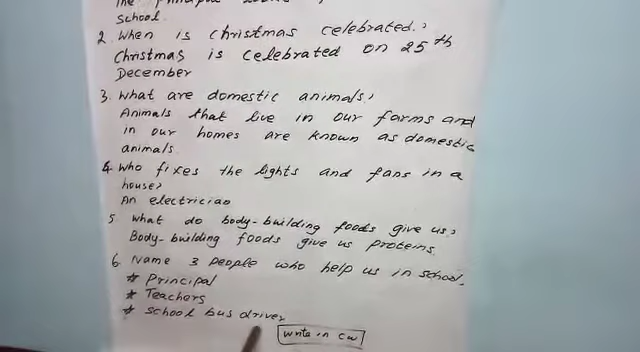 The Principal
School.
2. When is christmas celebrated?
Christmas is celebrated on 25th
December
3. What are domestic animals?
Animals that live in our farms and
in our homes are known as domestic
animals.
4. Who fixes the lights and fans in a
house?
An electrician
5. What do body-building foods give us?
Body-building foods give us proteins.
6. Name 3 people who help us in school.
* Principal
* Teachers
* School bus driver
write in cw